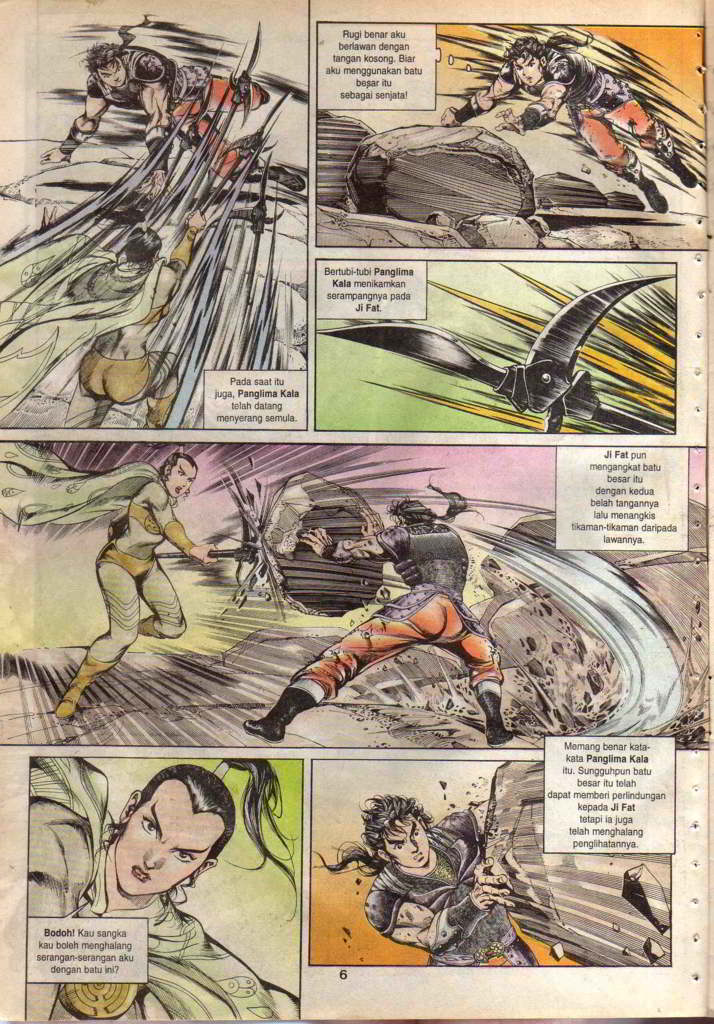 Pada saat itu
juga, Panglima Kala
telah datang
menyerang semula.
Rugi benar aku
berlawan dengan
tangan kosong. Biar
aku menggunakan batu
besar itu
sebagai senjata!
Bertubi-tubi Panglima
Kala menikamkan
serampangnya pada
Ji Fat.
Ji Fat pun
mengangkat batu
besar itu
dengan kedua
belah tangannya
lalu menangkis
tikaman-tikaman daripada
lawannya.
Bodoh! Kau sangka
kau boleh menghalang
serangan-serangan aku
dengan batu ini?
Memang benar kata-
kata Panglima Kala
itu. Sungguhpun batu
besar itu telah
dapat memberi perlindungan
kepada Ji Fat
tetapi ia juga
telah menghalang
penglihatannya.
6